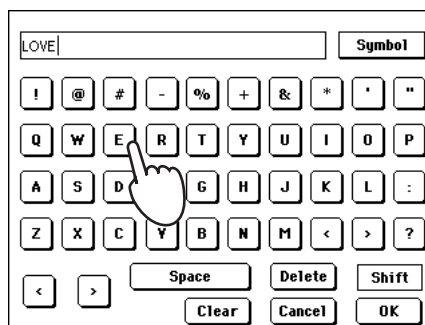 LOVE Symbol
! @ # - % + & * ' "
Q W E R T Y U I O P
A S D G H J K L :
Z X C V B N M < > ?
< > Space Delete Shift
Clear Cancel OK